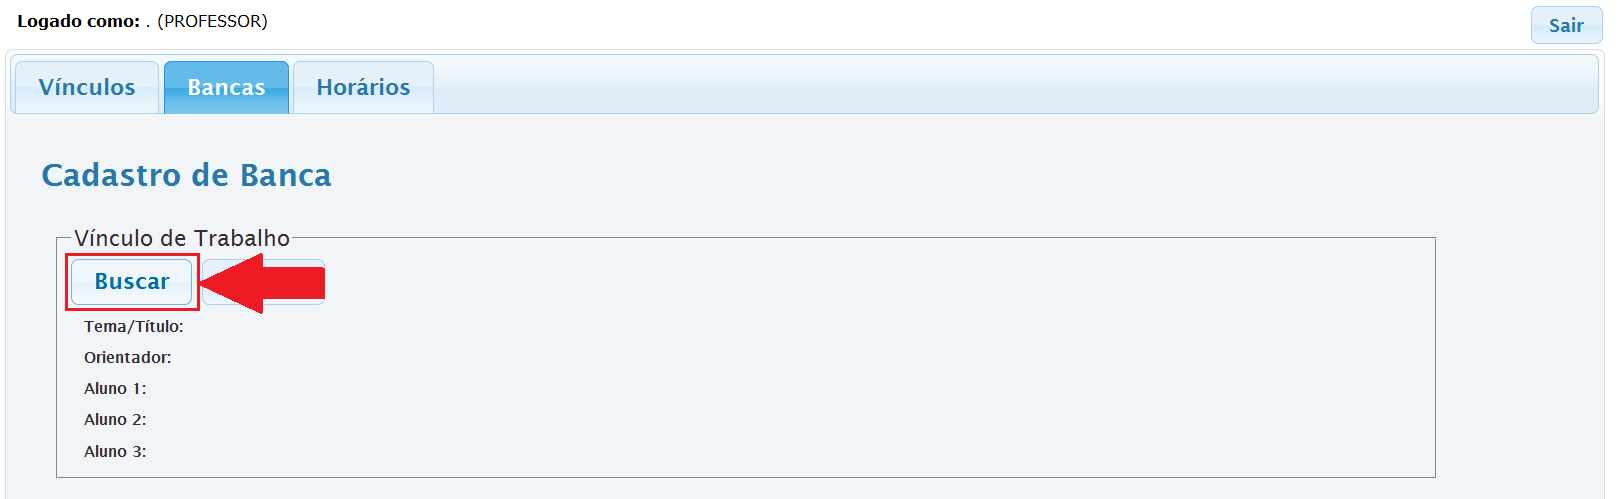 Logado como: . (PROFESSOR)
Sair
Vínculos Bancas Horários
Cadastro de Banca
Vínculo de Trabalho
Buscar
Tema/Título:
Orientador:
Aluno 1:
Aluno 2:
Aluno 3: